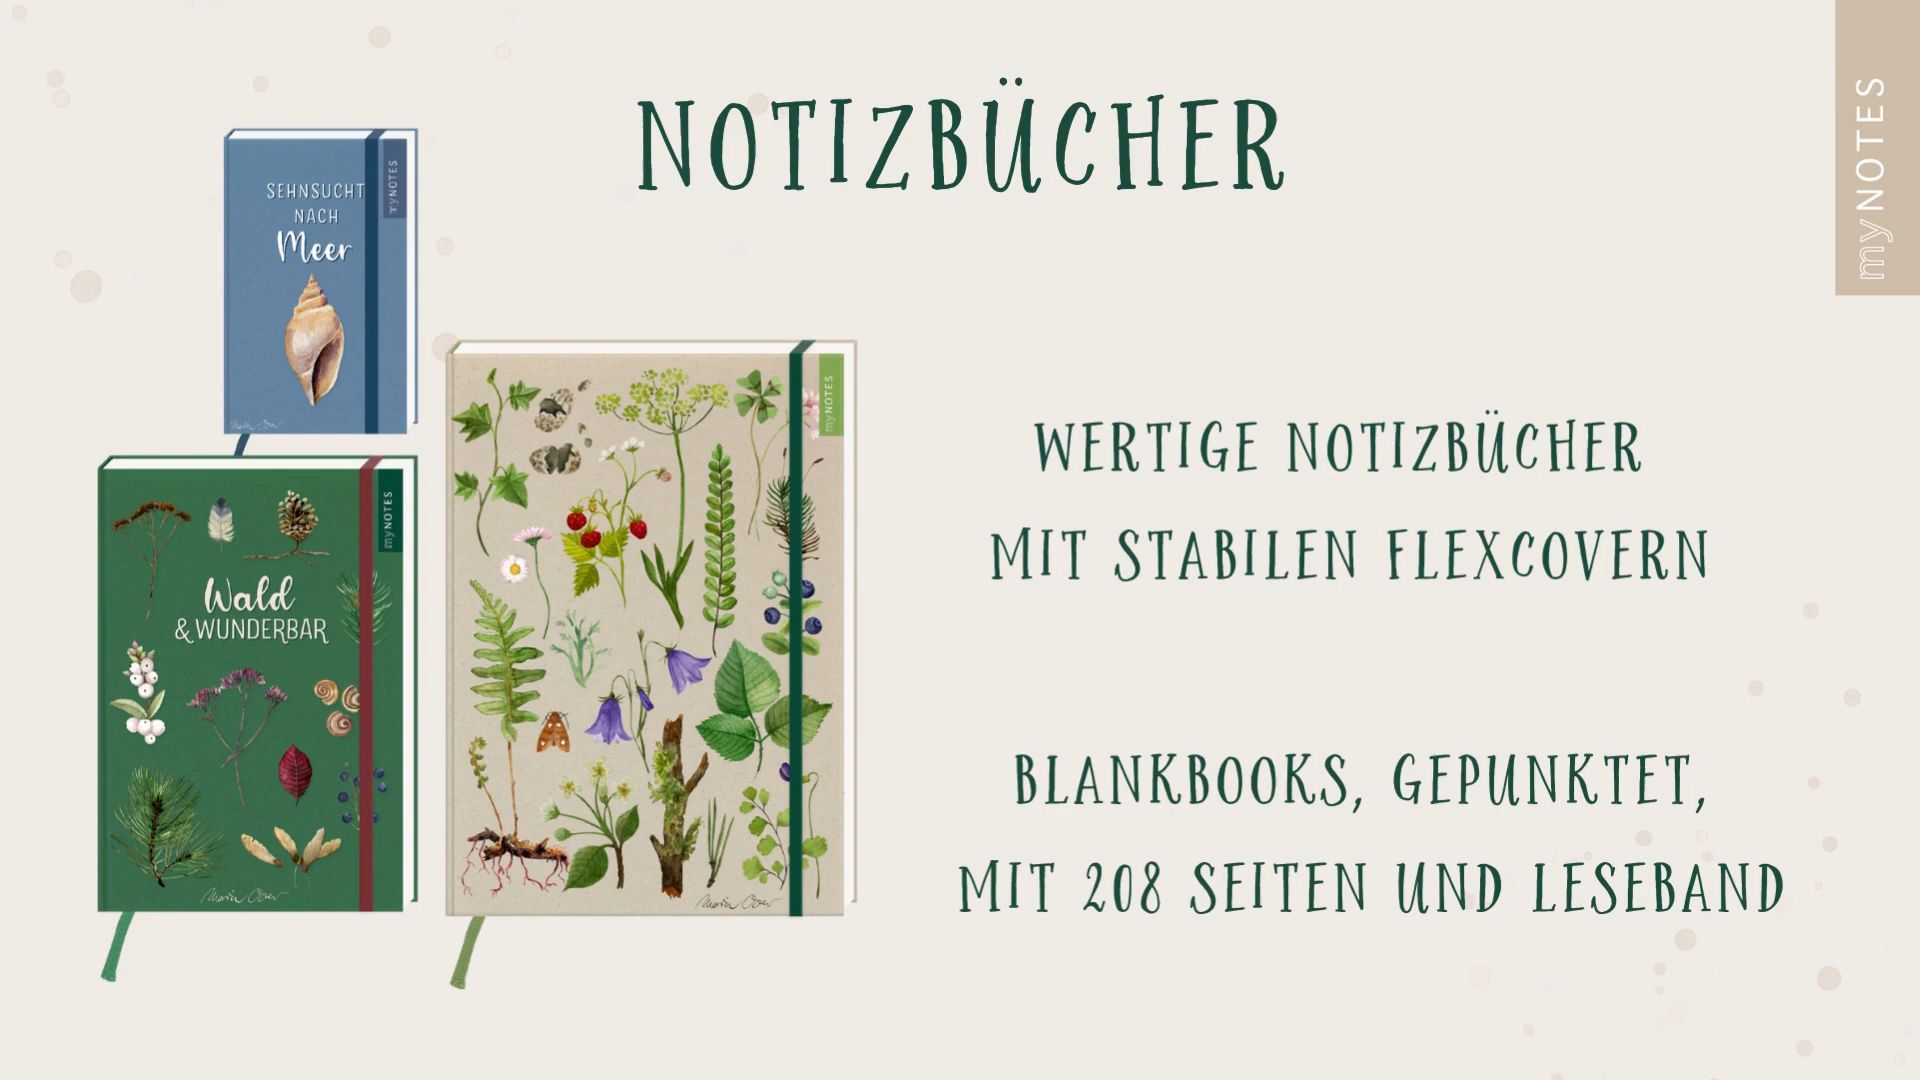 NOTIZBÜCHER
myNOTES
SEHNSUCHT
NACH
Meer
myNOTES
myNOTES
Wald
& WUNDERBAR
myNOTES
WERTIGE NOTIZBÜCHER
MIT STABILEN FLEXCOVERN
BLANKBOOKS, GEPUNKTET,
MIT 208 SEITEN UND LESEBAND